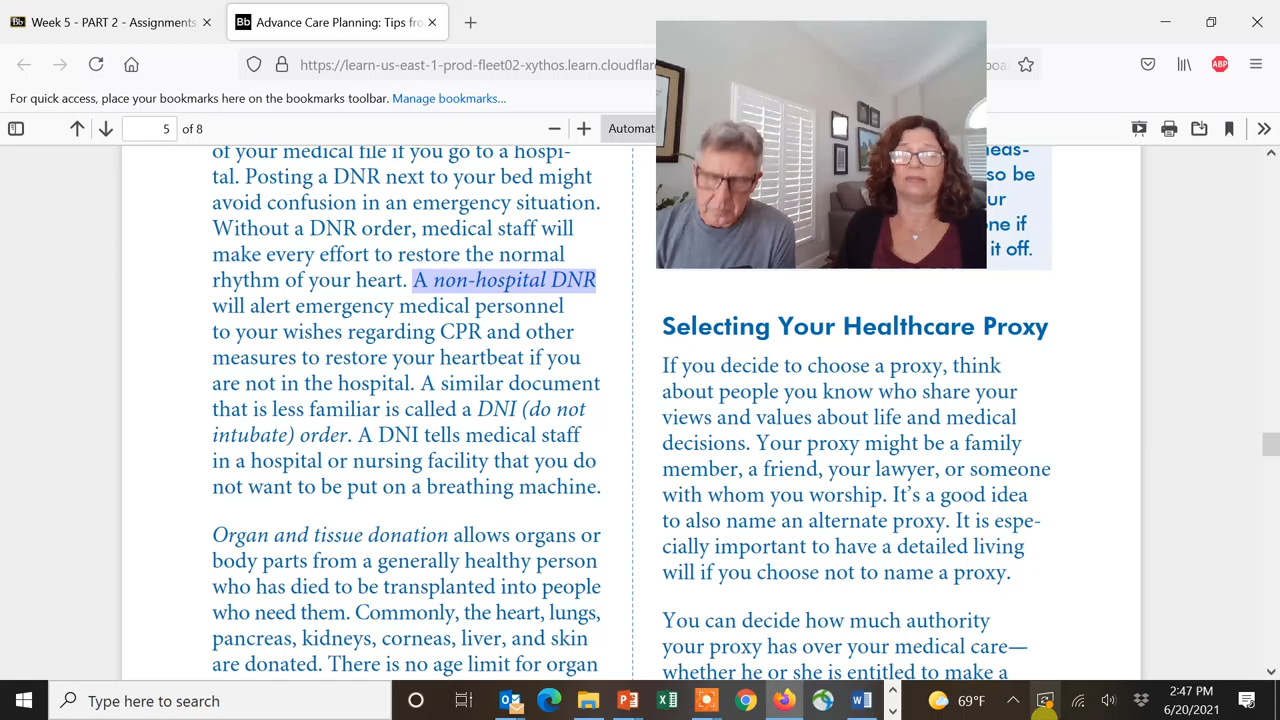 Week 5 - PART 2 - Assignments
Advance Care Planning: Tips fro
https://learn-us-east-1-prod-fleet02-xythos.learn.cloudflar
For quick access, place your bookmarks here on the bookmarks toolbar. Manage bookmarks...
5 of 8
Automat
ABP
of your medical file if you go to a hospi-
tal. Posting a DNR next to your bed might
avoid confusion in an emergency situation.
Without a DNR order, medical staff will
make every effort to restore the normal
rhythm of your heart. A non-hospital DNR
will alert emergency medical personnel
to your wishes regarding CPR and other
measures to restore your heartbeat if you
are not in the hospital. A similar document
that is less familiar is called a DNI (do not
intubate) order. A DNI tells medical staff
in a hospital or nursing facility that you do
not want to be put on a breathing machine.
Organ and tissue donation allows organs or
body parts from a generally healthy person
who has died to be transplanted into people
who need them. Commonly, the heart, lungs,
pancreas, kidneys, corneas, liver, and skin
are donated. There is no age limit for organ
eas-
so be
ur
ne if
it off.
Selecting Your Healthcare Proxy
If you decide to choose a proxy, think
about people you know who share your
views and values about life and medical
decisions. Your proxy might be a family
member, a friend, your lawyer, or someone
with whom you worship. It's a good idea
to also name an alternate proxy. It is espe-
cially important to have a detailed living
will if you choose not to name a proxy.
You can decide how much authority
your proxy has over your medical care—
whether he or she is entitled to make a
Type here to search
69°F
2:47 PM
6/20/2021